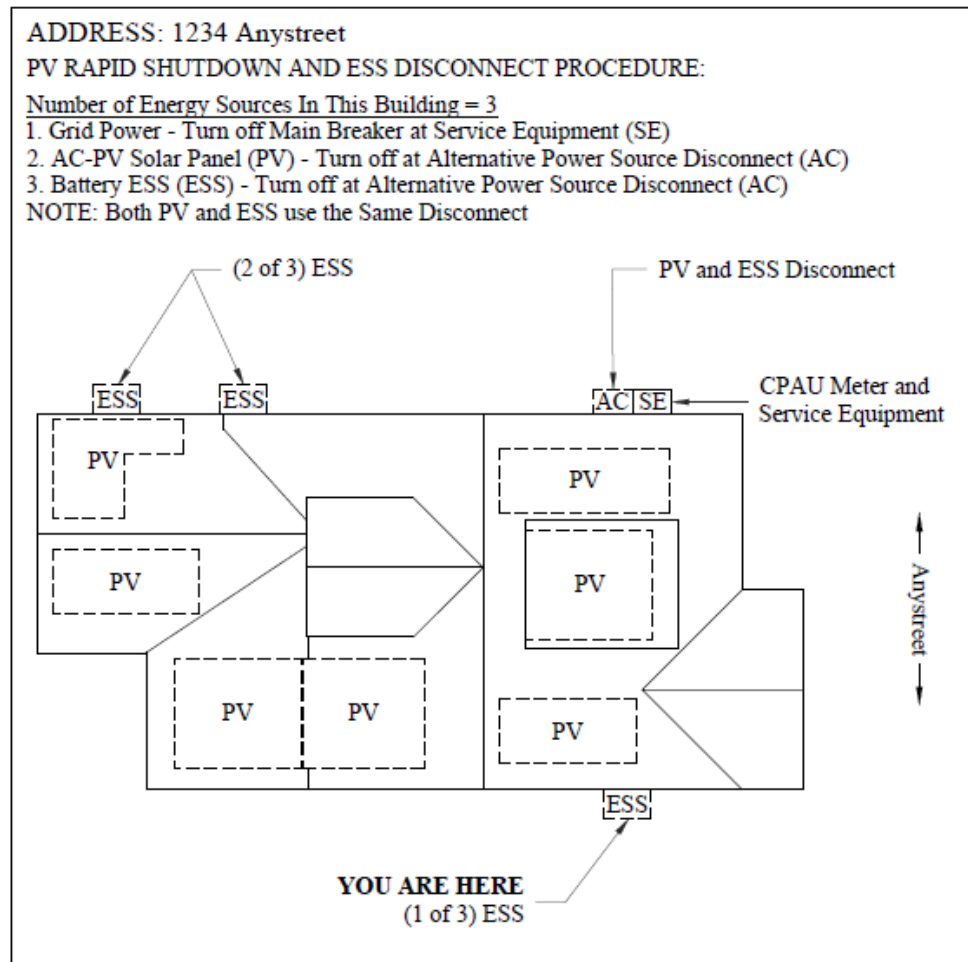 ADDRESS: 1234 Anystreet
PV RAPID SHUTDOWN AND ESS DISCONNECT PROCEDURE:
Number of Energy Sources In This Building = 3
1. Grid Power - Turn off Main Breaker at Service Equipment (SE)
2. AC-PV Solar Panel (PV) - Turn off at Alternative Power Source Disconnect (AC)
3. Battery ESS (ESS) - Turn off at Alternative Power Source Disconnect (AC)
NOTE: Both PV and ESS use the Same Disconnect
(2 of 3) ESS
PV and ESS Disconnect
ESS
ESS
AC
SE
CPAU Meter and
Service Equipment
PV
PV
PV
PV
Anystreet
PV
PV
PV
ESS
YOU ARE HERE
(1 of 3) ESS